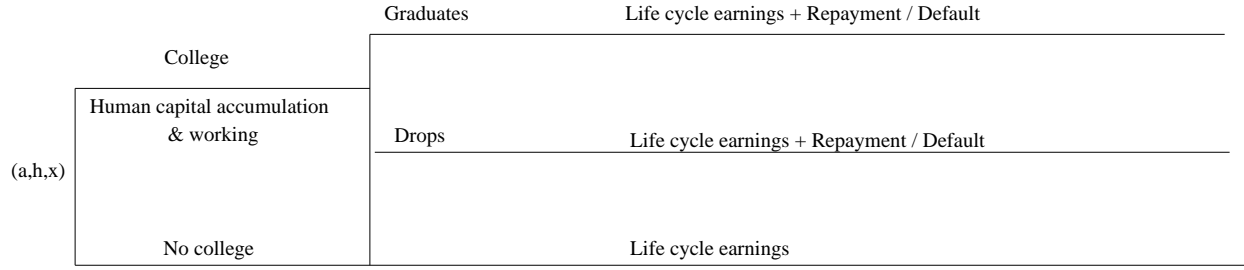 Graduates
Life cycle earnings + Repayment / Default
College
Human capital accumulation
& working
Drops
Life cycle earnings + Repayment / Default
(a,h,x)
No college
Life cycle earnings